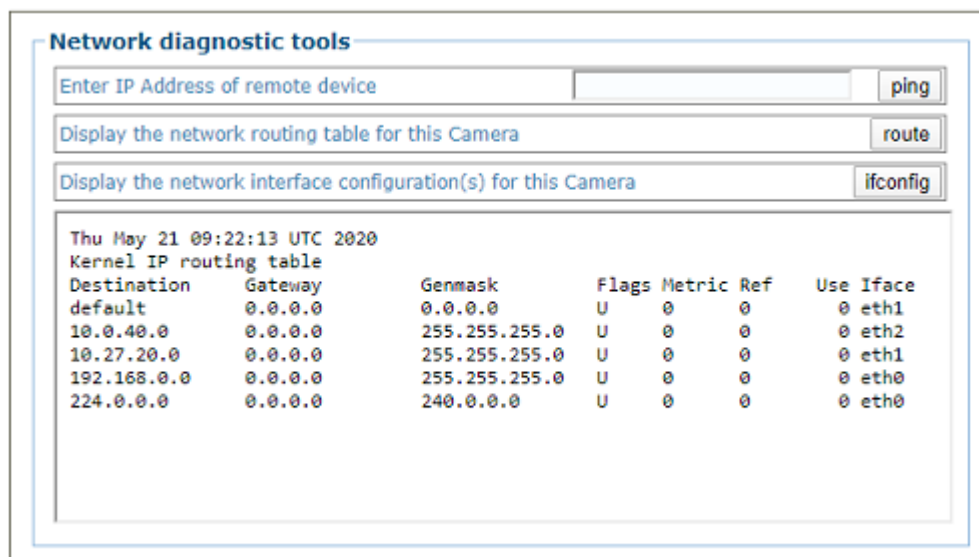 Network diagnostic tools
Enter IP Address of remote device ping
Display the network routing table for this Camera route
Display the network interface configuration(s) for this Camera ifconfig
Thu May 21 09:22:13 UTC 2020
Kernel IP routing table
Destination Gateway Genmask Flags Metric Ref Use Iface
default 0.0.0.0 0.0.0.0 U 0 0 0 eth1
10.0.40.0 0.0.0.0 255.255.255.0 U 0 0 0 eth2
10.27.20.0 0.0.0.0 255.255.255.0 U 0 0 0 eth1
192.168.0.0 0.0.0.0 255.255.255.0 U 0 0 0 eth0
224.0.0.0 0.0.0.0 240.0.0.0 U 0 0 0 eth0